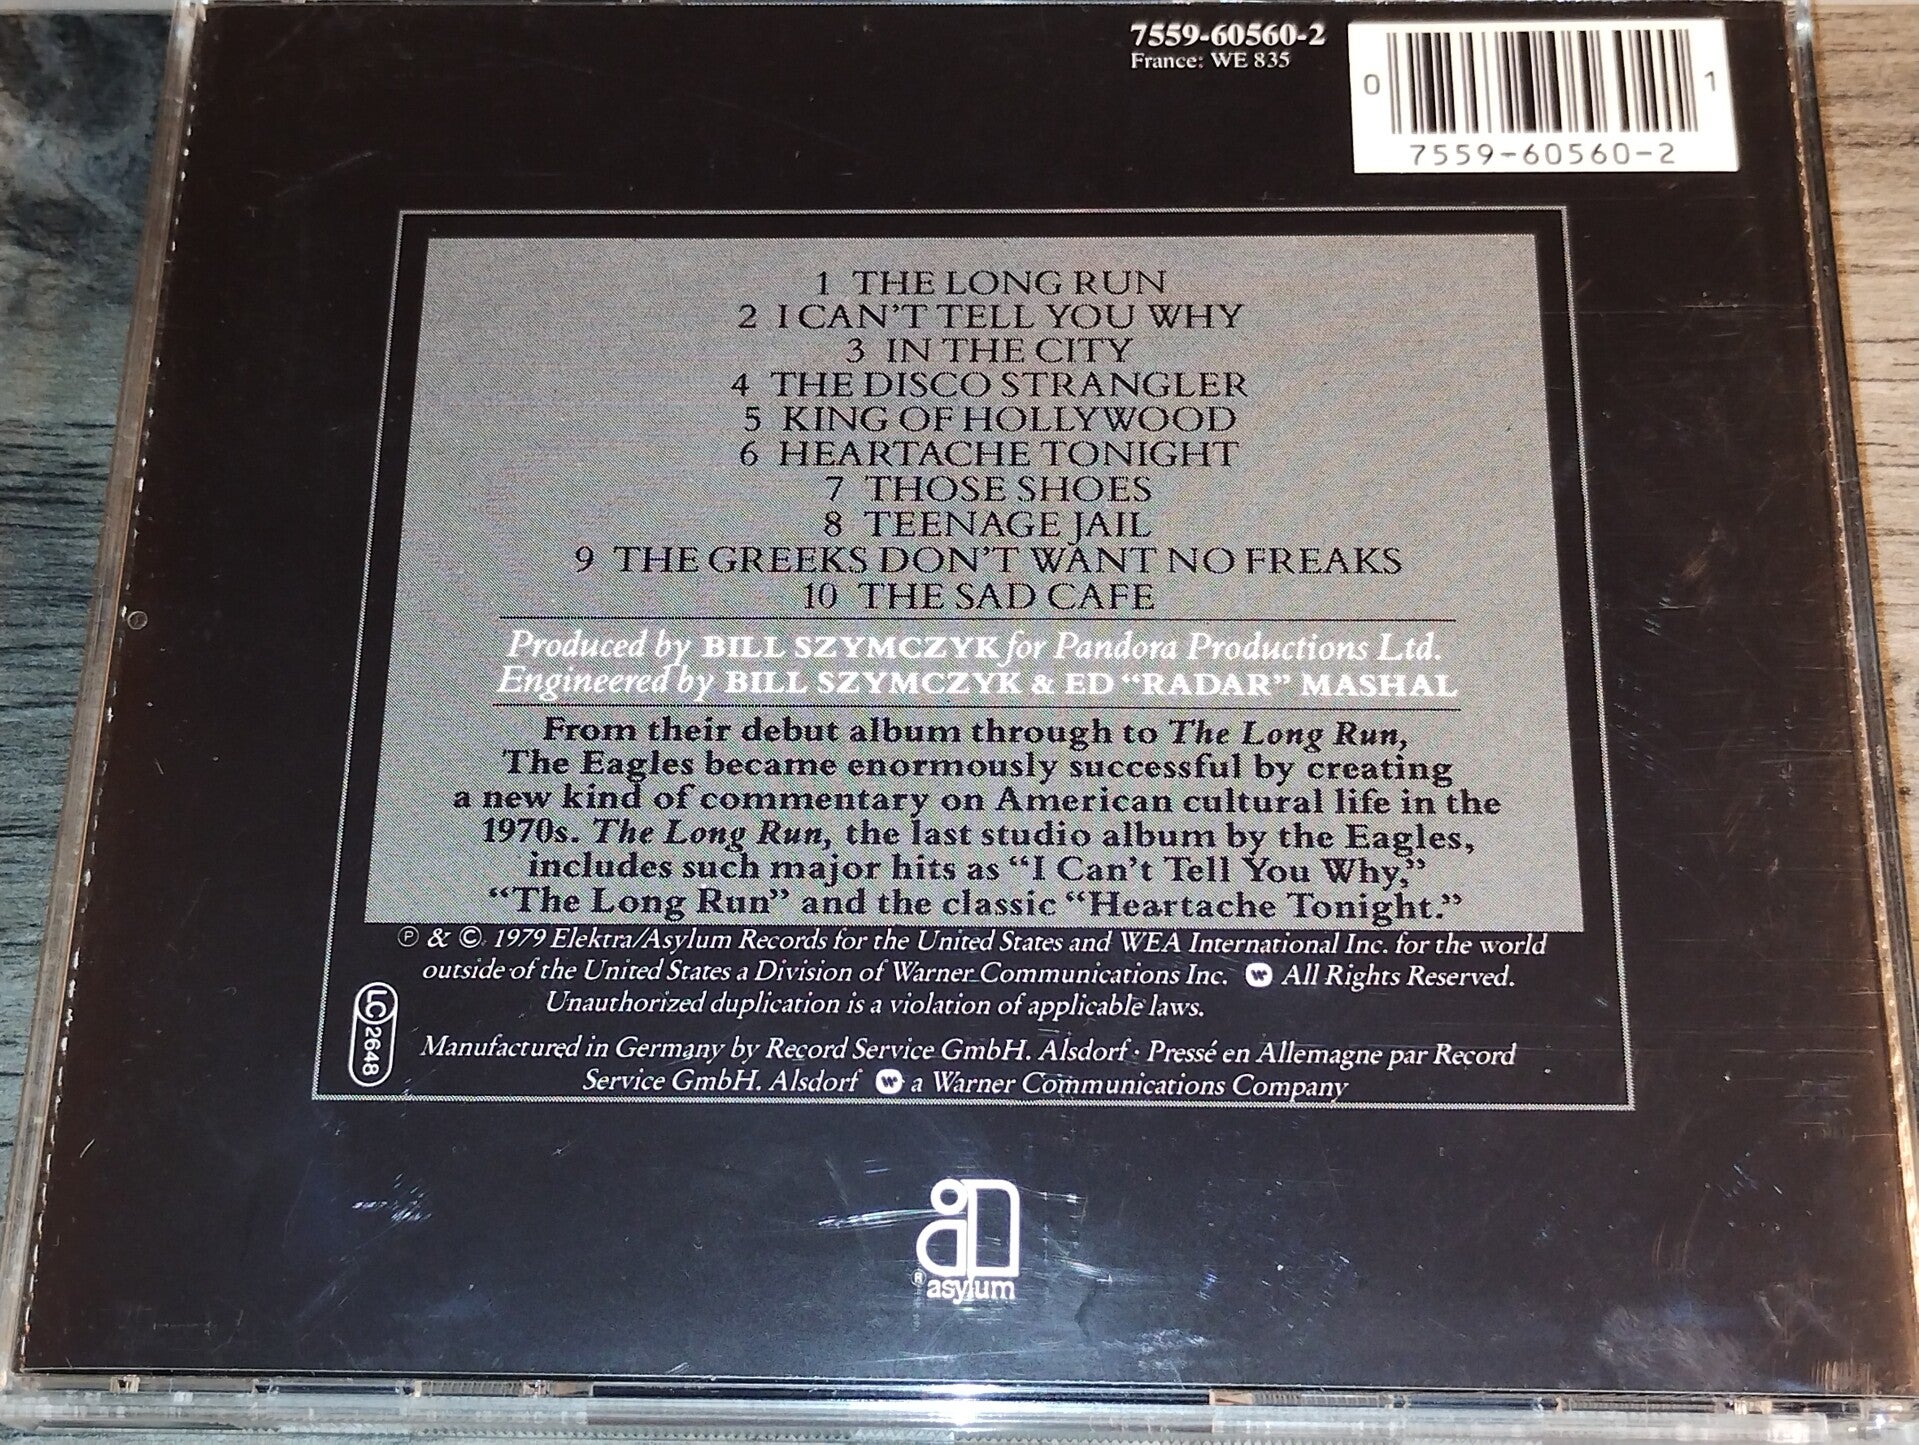 7559-60560-2
France: WE 835
0 1
7559-60560-2
1 THE LONG RUN
2 I CAN'T TELL YOU WHY
3 IN THE CITY
4 THE DISCO STRANGLER
5 KING OF HOLLYWOOD
6 HEARTACHE TONIGHT
7 THOSE SHOES
8 TEENAGE JAIL
9 THE GREEKS DON'T WANT NO FREAKS
10 THE SAD CAFE
Produced by BILL SZYMCZYK for Pandora Productions Ltd.
Engineered by BILL SZYMCZYK & ED “RADAR” MASHAL
From their debut album through to The Long Run,
The Eagles became enormously successful by creating
a new kind of commentary on American cultural life in the
1970s. The Long Run, the last studio album by the Eagles,
includes such major hits as “I Can't Tell You Why,”
“The Long Run” and the classic “Heartache Tonight.”
℗ & © 1979 Elektra/Asylum Records for the United States and WEA International Inc. for the world
outside of the United States a Division of Warner Communications Inc. All Rights Reserved.
Unauthorized duplication is a violation of applicable laws.
LC 2648
Manufactured in Germany by Record Service GmbH. Alsdorf · Pressé en Allemagne par Record
Service GmbH. Alsdorf a Warner Communications Company
® asylum